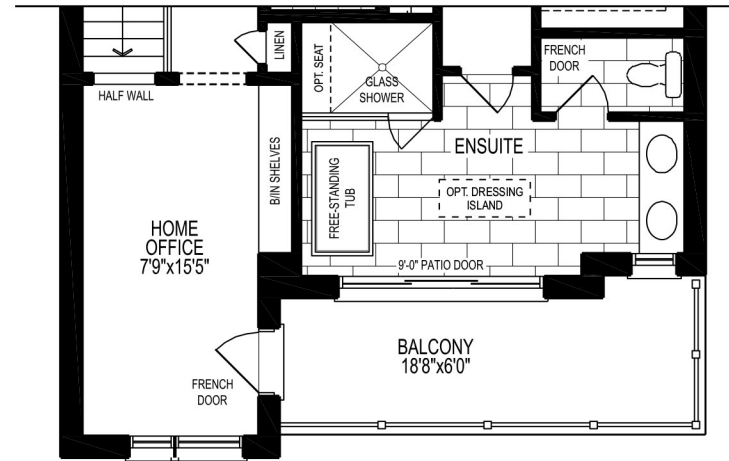 LINEN
OPT. SEAT
GLASS
SHOWER
FRENCH
DOOR
HALF WALL
B/IN SHELVES
ENSUITE
FREE-STANDING
TUB
OPT. DRESSING
ISLAND
HOME
OFFICE
7'9"x15'5"
9'-0" PATIO DOOR
BALCONY
18'8"x6'0"
FRENCH
DOOR